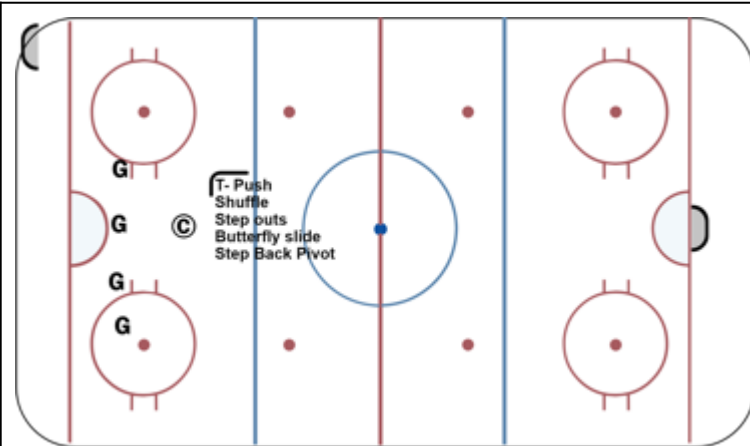 G
T- Push
Shuffle
G
C
Step outs
Butterfly slide
Step Back Pivot
G
G